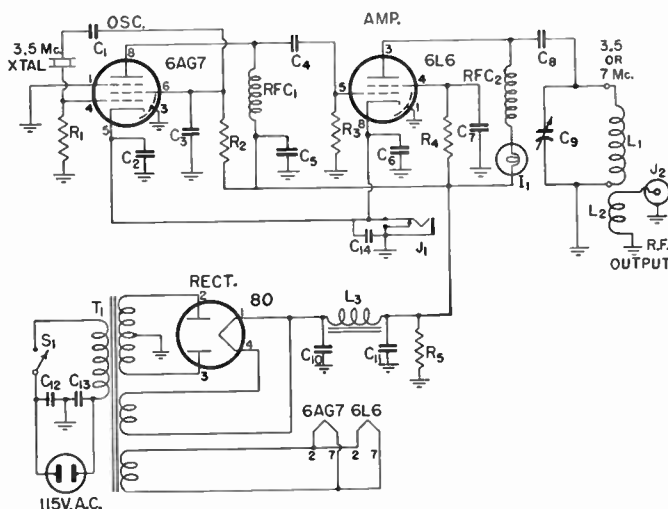 OSC.
AMP.
3.5 Mc.
XTAL
C1
8
6AG7
1
6
4
3
5
R1
C2
C3
R2
RFC1
C4
C5
3
6L6
5
4
1
8
R3
C6
R4
C7
RFC2
I1
C8
3.5
OR
7 Mc.
C9
L1
L2
J2
R.F.
OUTPUT
C14
J1
RECT.
80
T1
2
1
4
3
L3
C10
C11
R5
S1
C12
C13
115V. A.C.
6AG7 6L6
2 7 2 7